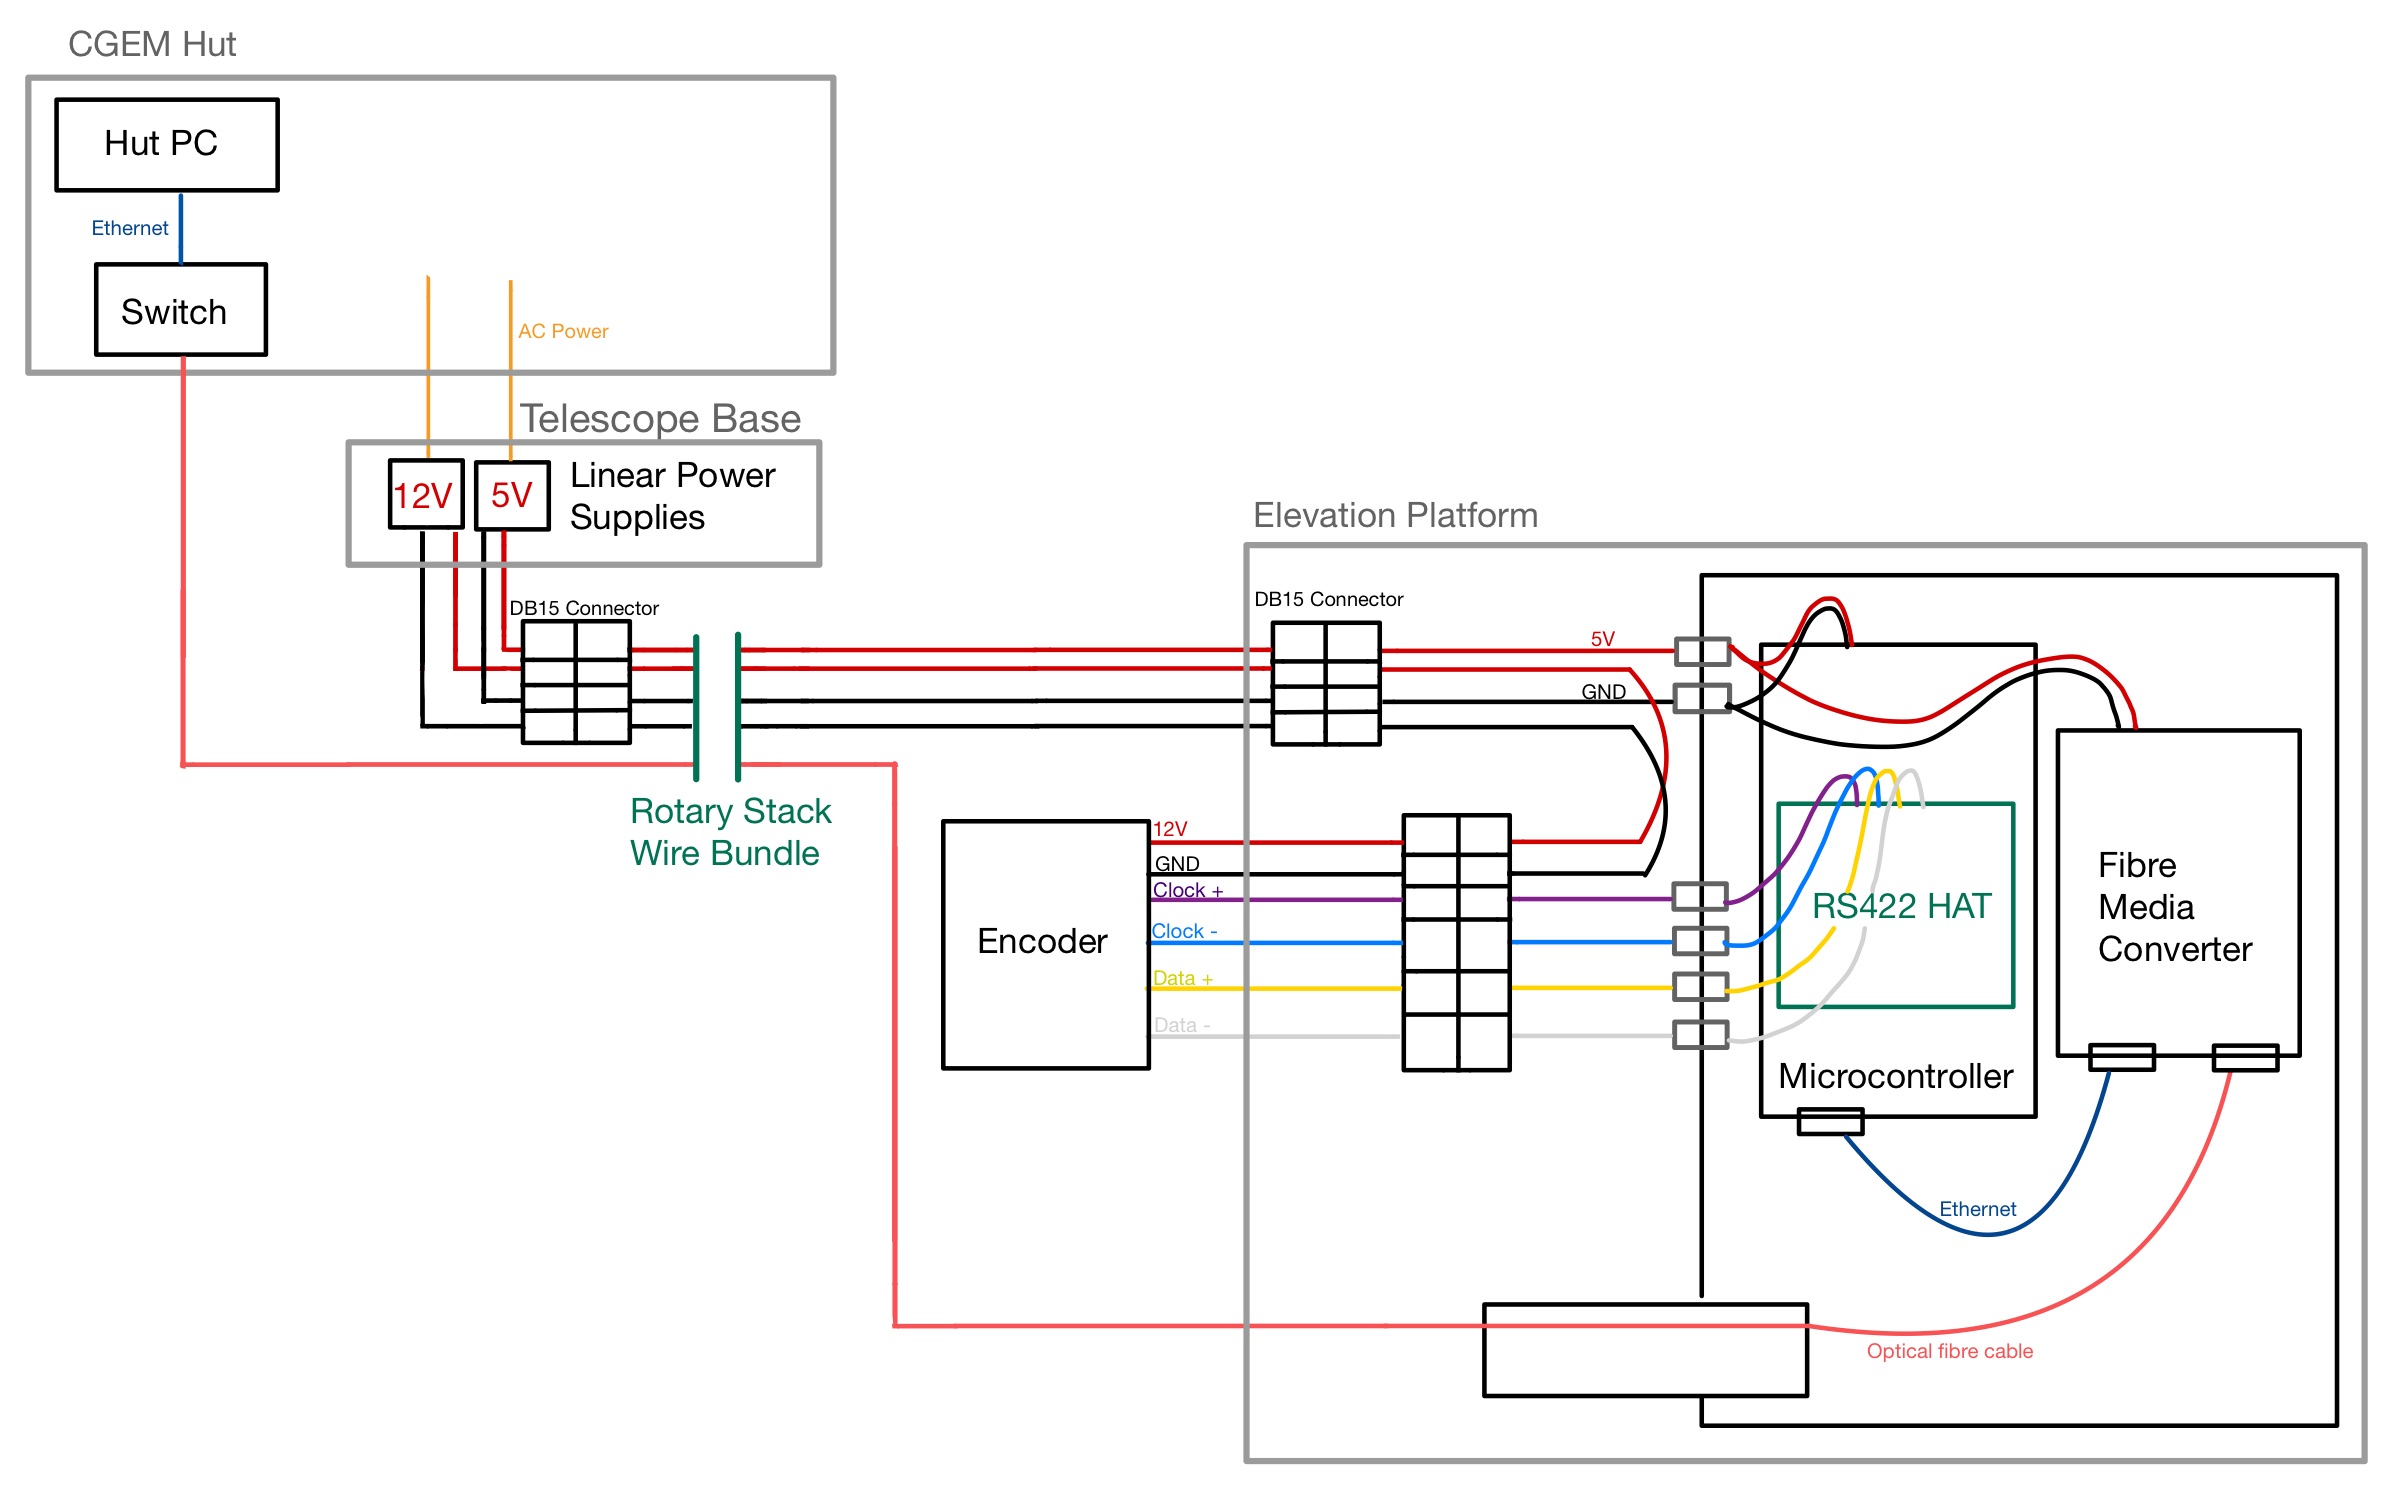 CGEM Hut
Hut PC
Ethernet
Switch
AC Power
Telescope Base
12V
5V
Linear Power
Supplies
DB15 Connector
Rotary Stack
Wire Bundle
Elevation Platform
DB15 Connector
5V
GND
Encoder
12V
GND
Clock +
Clock -
Data +
Data -
RS422 HAT
Microcontroller
Fibre
Media
Converter
Ethernet
Optical fibre cable